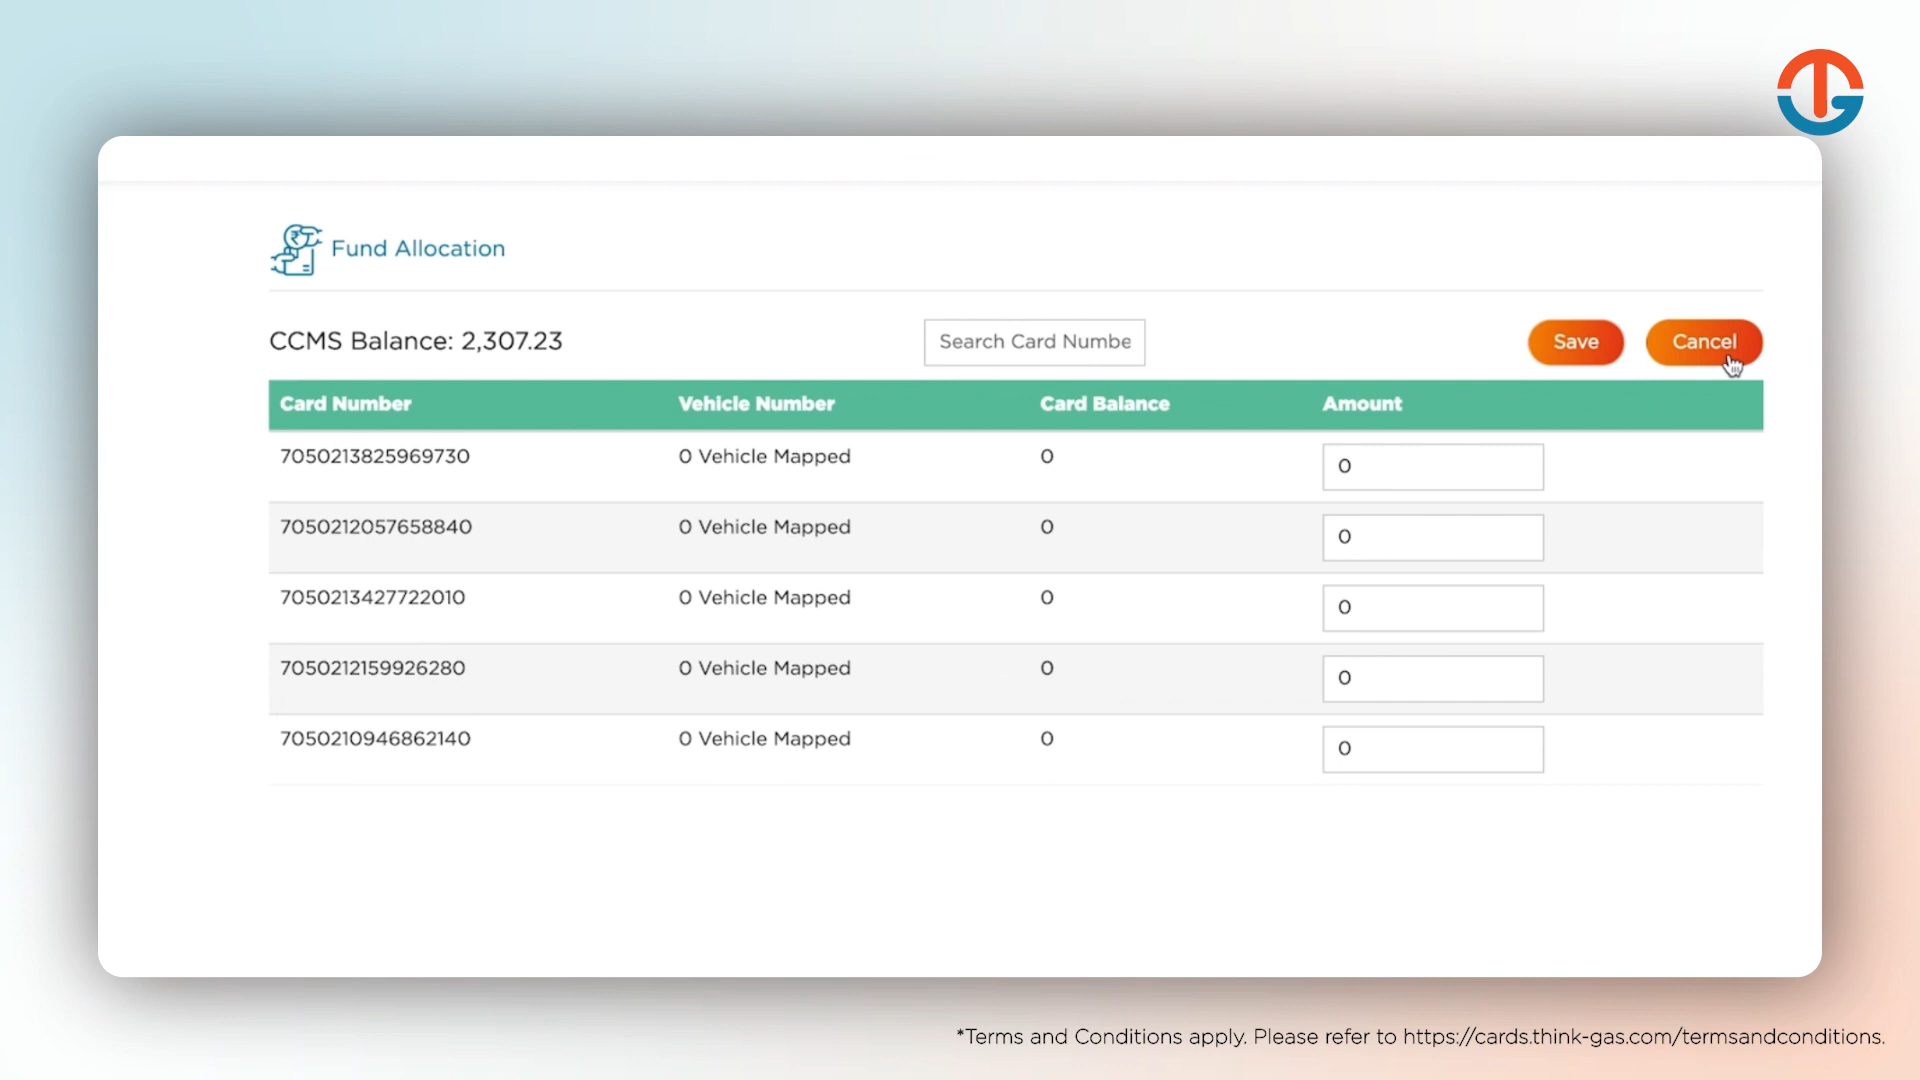 Fund Allocation
CCMS Balance: 2,307.23
Search Card Numbe
Save
Cancel
Card Number Vehicle Number Card Balance Amount
7050213825969730 0 Vehicle Mapped 0 0
7050212057658840 0 Vehicle Mapped 0 0
7050213427722010 0 Vehicle Mapped 0 0
7050212159926280 0 Vehicle Mapped 0 0
7050210946862140 0 Vehicle Mapped 0 0
*Terms and Conditions apply. Please refer to https://cards.think-gas.com/termsandconditions.